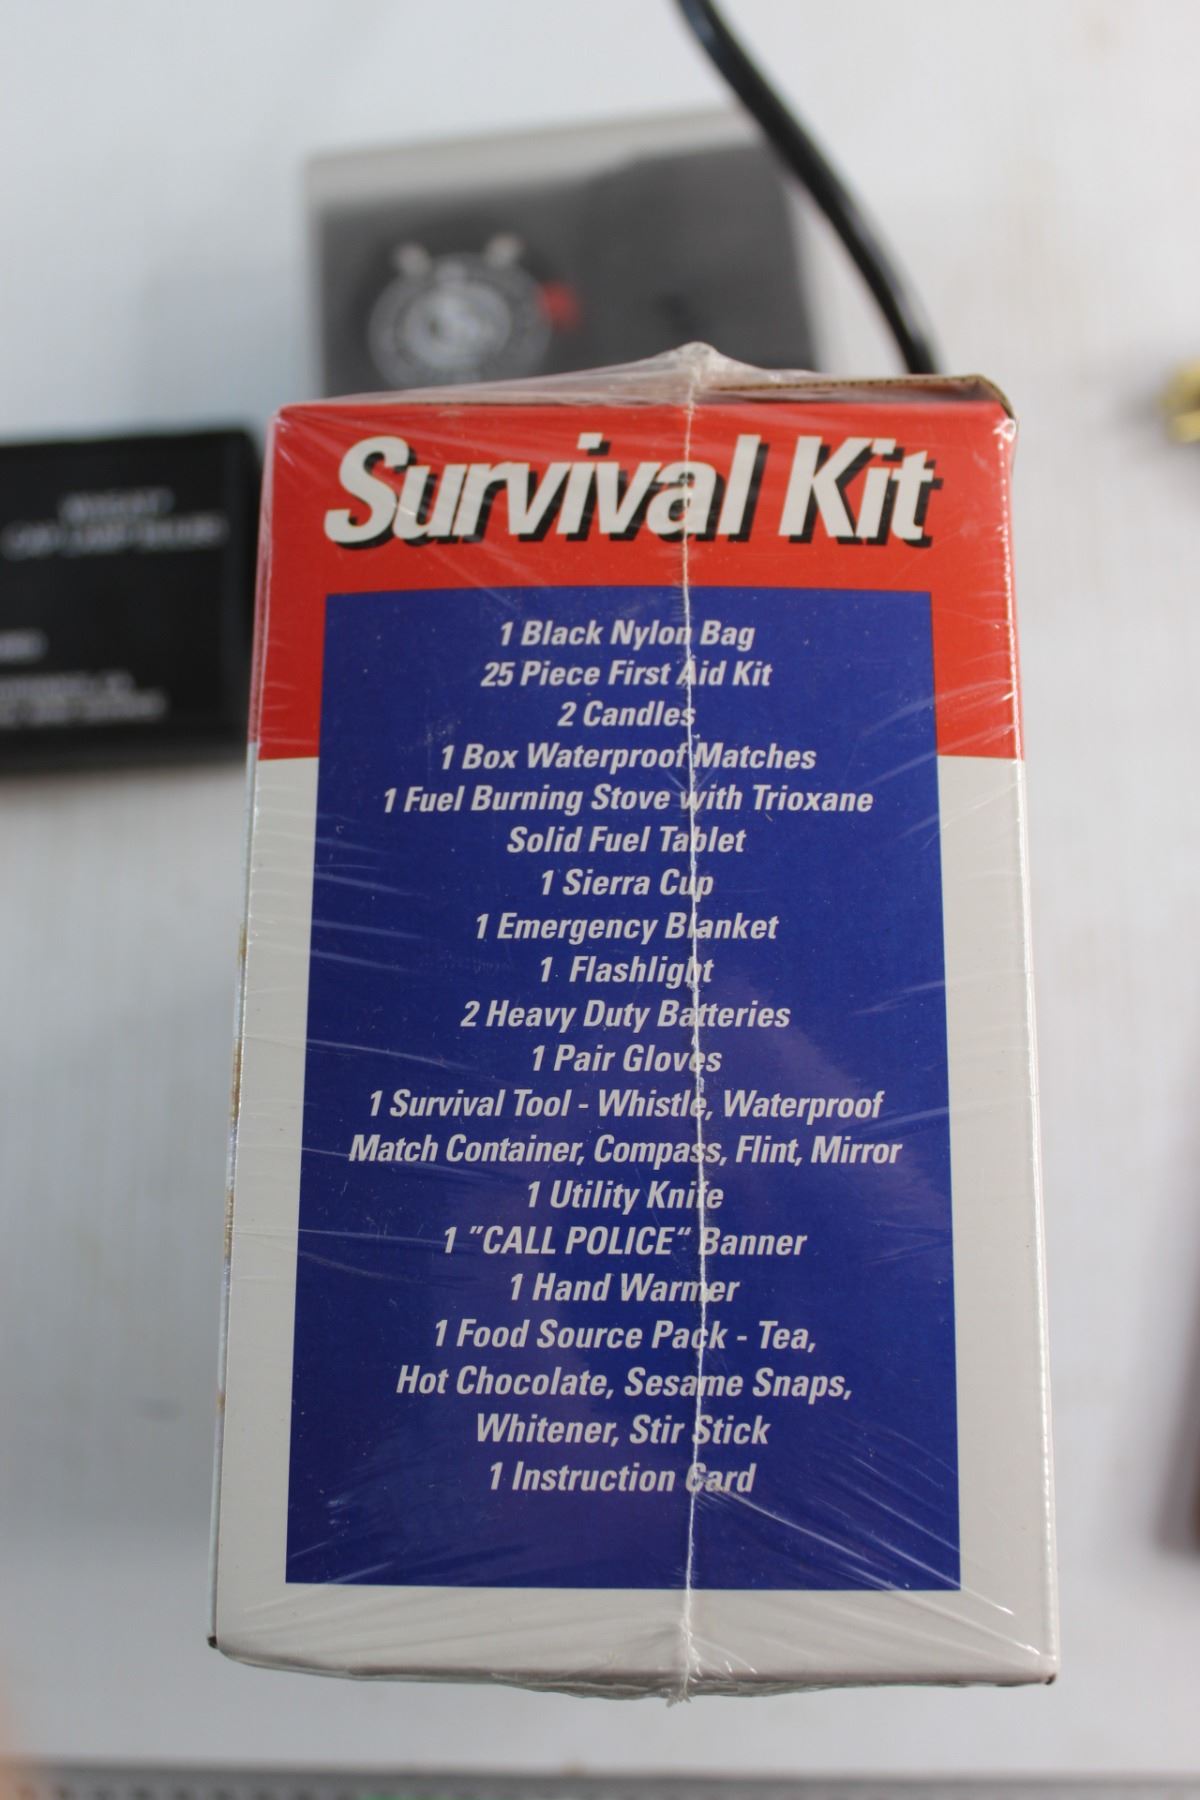 Survival Kit
1 Black Nylon Bag
25 Piece First Aid Kit
2 Candles
1 Box Waterproof Matches
1 Fuel Burning Stove with Trioxane
Solid Fuel Tablet
1 Sierra Cup
1 Emergency Blanket
1 Flashlight
2 Heavy Duty Batteries
1 Pair Gloves
1 Survival Tool - Whistle, Waterproof
Match Container, Compass, Flint, Mirror
1 Utility Knife
1 "CALL POLICE" Banner
1 Hand Warmer
1 Food Source Pack - Tea,
Hot Chocolate, Sesame Snaps,
Whitener, Stir Stick
1 Instruction Card